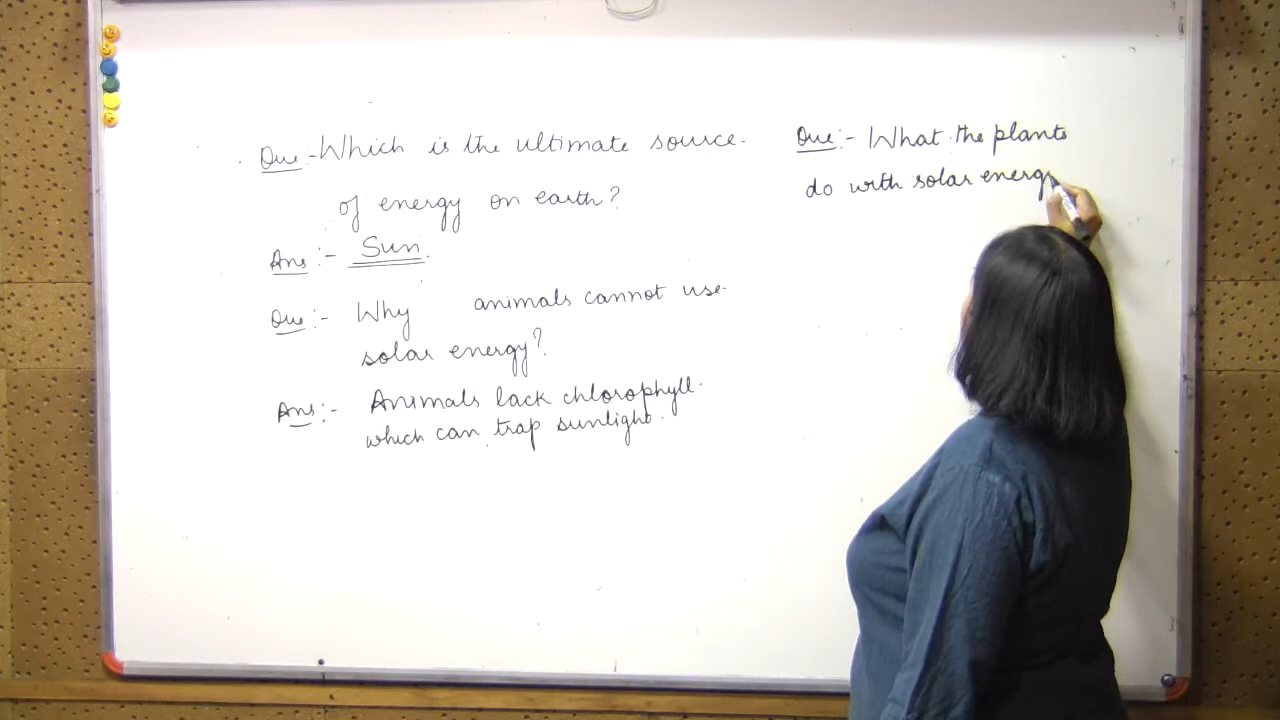 Que:- Which is the ultimate source
of energy on earth?
Ans:- Sun.
Que:- Why animals cannot use
solar energy?
Ans:- Animals lack chlorophyll
which can trap sunlight.
Que:- What the plants
do with solar energy